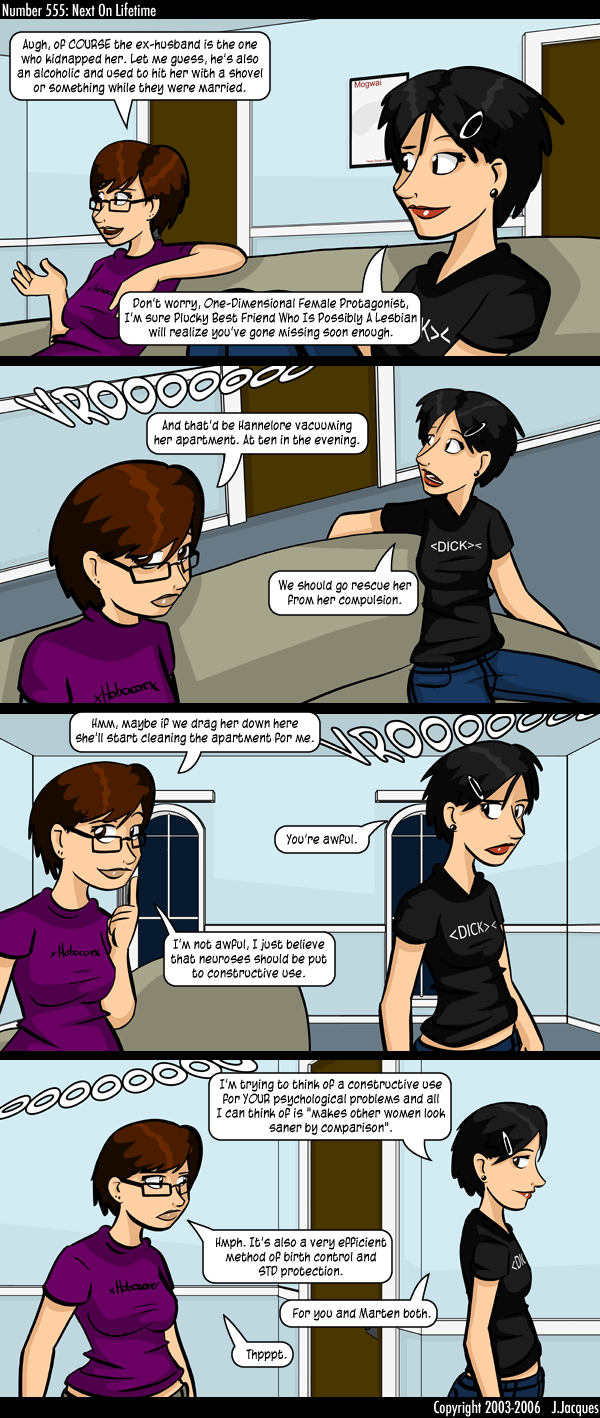 Number 555: Next On Lifetime
Augh, of COURSE the ex-husband is the one
who kidnapped her. Let me guess, he's also
an alcoholic and used to hit her with a shovel
or something while they were married.
Mogwai
xHobo
Don't worry, One-Dimensional Female Protagonist,
I'm sure Plucky Best Friend Who Is Possibly A Lesbian
will realize you've gone missing soon enough.
K><
VROOOOOOOO
And that'd be Hannelore vacuuming
her apartment. At ten in the evening.
<DICK><
We should go rescue her
from her compulsion.
xHobocorex
Hmm, maybe if we drag her down here
she'll start cleaning the apartment for me.
VROOOOOOOO
You're awful.
<DICK><
xHobocorex
I'm not awful, I just believe
that neuroses should be put
to constructive use.
OOOOOOOOO
I'm trying to think of a constructive use
for YOUR psychological problems and all
I can think of is "makes other women look
saner by comparison".
Hmph. It's also a very efficient
method of birth control and
STD protection.
<DIC
xHobocore
For you and Marten both.
Thpppt.
Copyright 2003-2006 J.Jacques